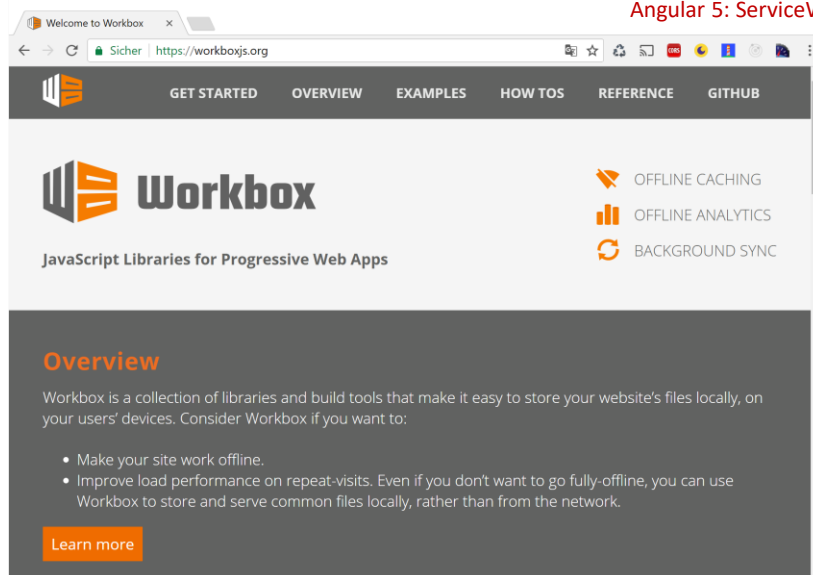 Angular 5: ServiceW
Welcome to Workbox
Sicher https://workboxjs.org
CORS
GET STARTED OVERVIEW EXAMPLES HOW TOS REFERENCE GITHUB
Workbox
JavaScript Libraries for Progressive Web Apps
OFFLINE CACHING
OFFLINE ANALYTICS
BACKGROUND SYNC
Overview
Workbox is a collection of libraries and build tools that make it easy to store your website’s files locally, on
your users’ devices. Consider Workbox if you want to:
• Make your site work offline.
• Improve load performance on repeat-visits. Even if you don’t want to go fully-offline, you can use
Workbox to store and serve common files locally, rather than from the network.
Learn more